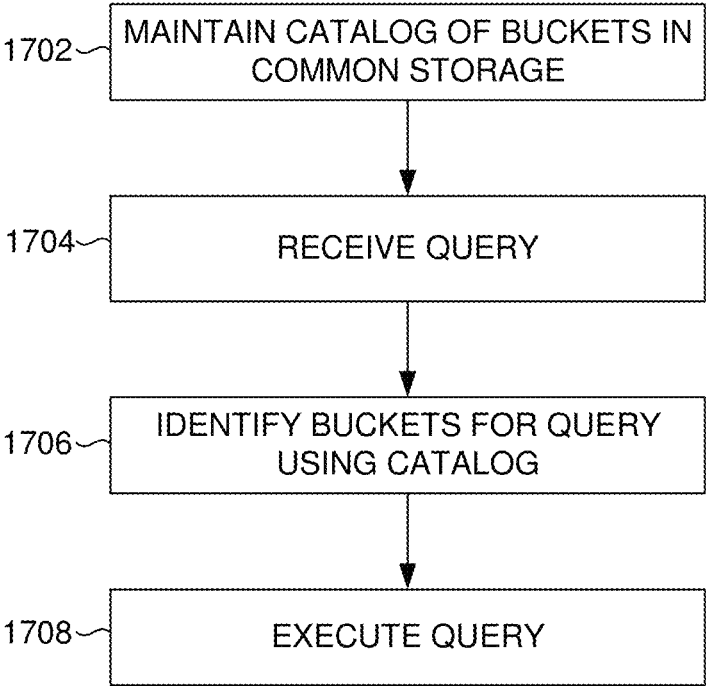 1702
MAINTAIN CATALOG OF BUCKETS IN
COMMON STORAGE
1704
RECEIVE QUERY
1706
IDENTIFY BUCKETS FOR QUERY
USING CATALOG
1708
EXECUTE QUERY